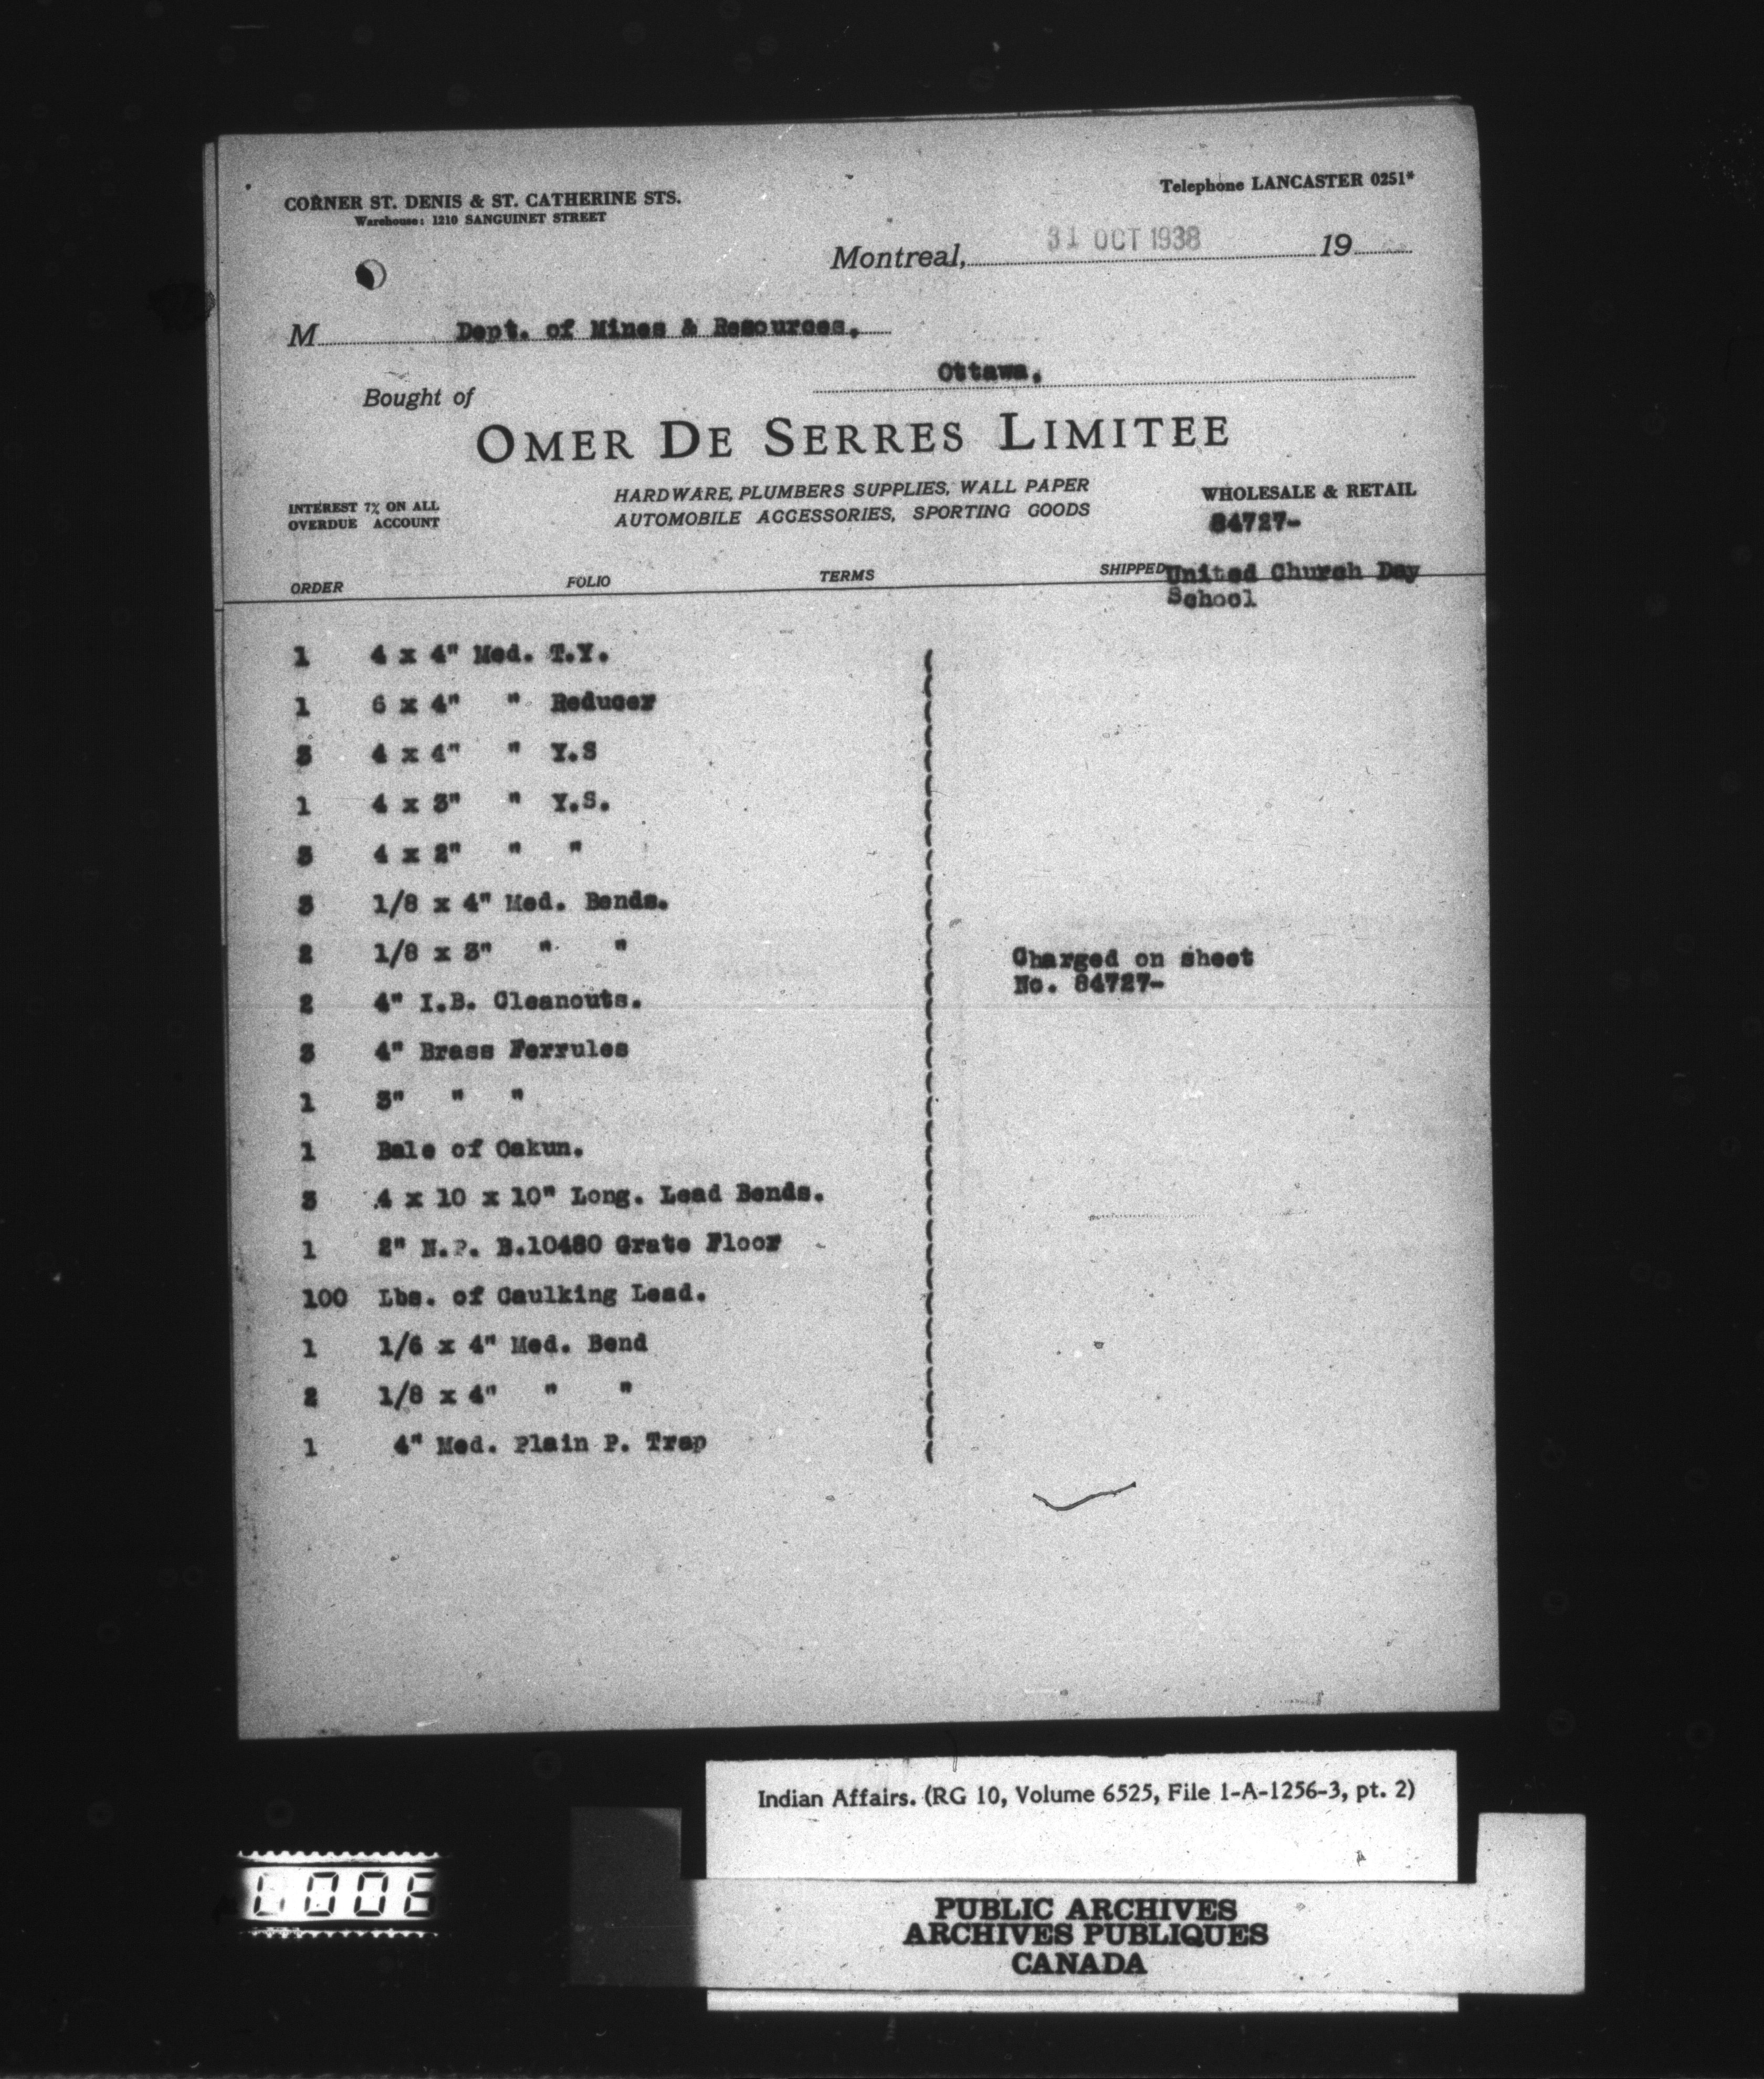 CORNER ST. DENIS & ST. CATHERINE STS.
Warehouse: 1210 SANGUINET STREET
Telephone LANCASTER 0251*
Montreal, 31 OCT 1938 19
M Dept. of Mines & Resources,
Ottawa.
Bought of
OMER DE SERRES LIMITEE
INTEREST 7% ON ALL
OVERDUE ACCOUNT
HARDWARE, PLUMBERS SUPPLIES, WALL PAPER
AUTOMOBILE ACCESSORIES, SPORTING GOODS
WHOLESALE & RETAIL
84727-
ORDER FOLIO TERMS SHIPPED United Church Day
School
1 4 x 4" Med. T.Y.
1 6 x 4" " Reducer
3 4 x 4" " Y.S
1 4 x 3" " Y.S.
3 4 x 2" " "
3 1/8 x 4" Med. Bends.
2 1/8 x 3" " "
2 4" I.B. Cleanouts.
3 4" Brass Ferrules
1 3" " "
1 Bale of Oakun.
3 4 x 10 x 10" Long. Lead Bends.
1 2" N.P. B.10480 Grate Floor
100 Lbs. of Caulking Lead.
1 1/6 x 4" Med. Bend
2 1/8 x 4" " "
1 4" Med. Plain P. Trap
Charged on sheet
No. 84727-
Indian Affairs. (RG 10, Volume 6525, File 1-A-1256-3, pt. 2)
PUBLIC ARCHIVES
ARCHIVES PUBLIQUES
CANADA